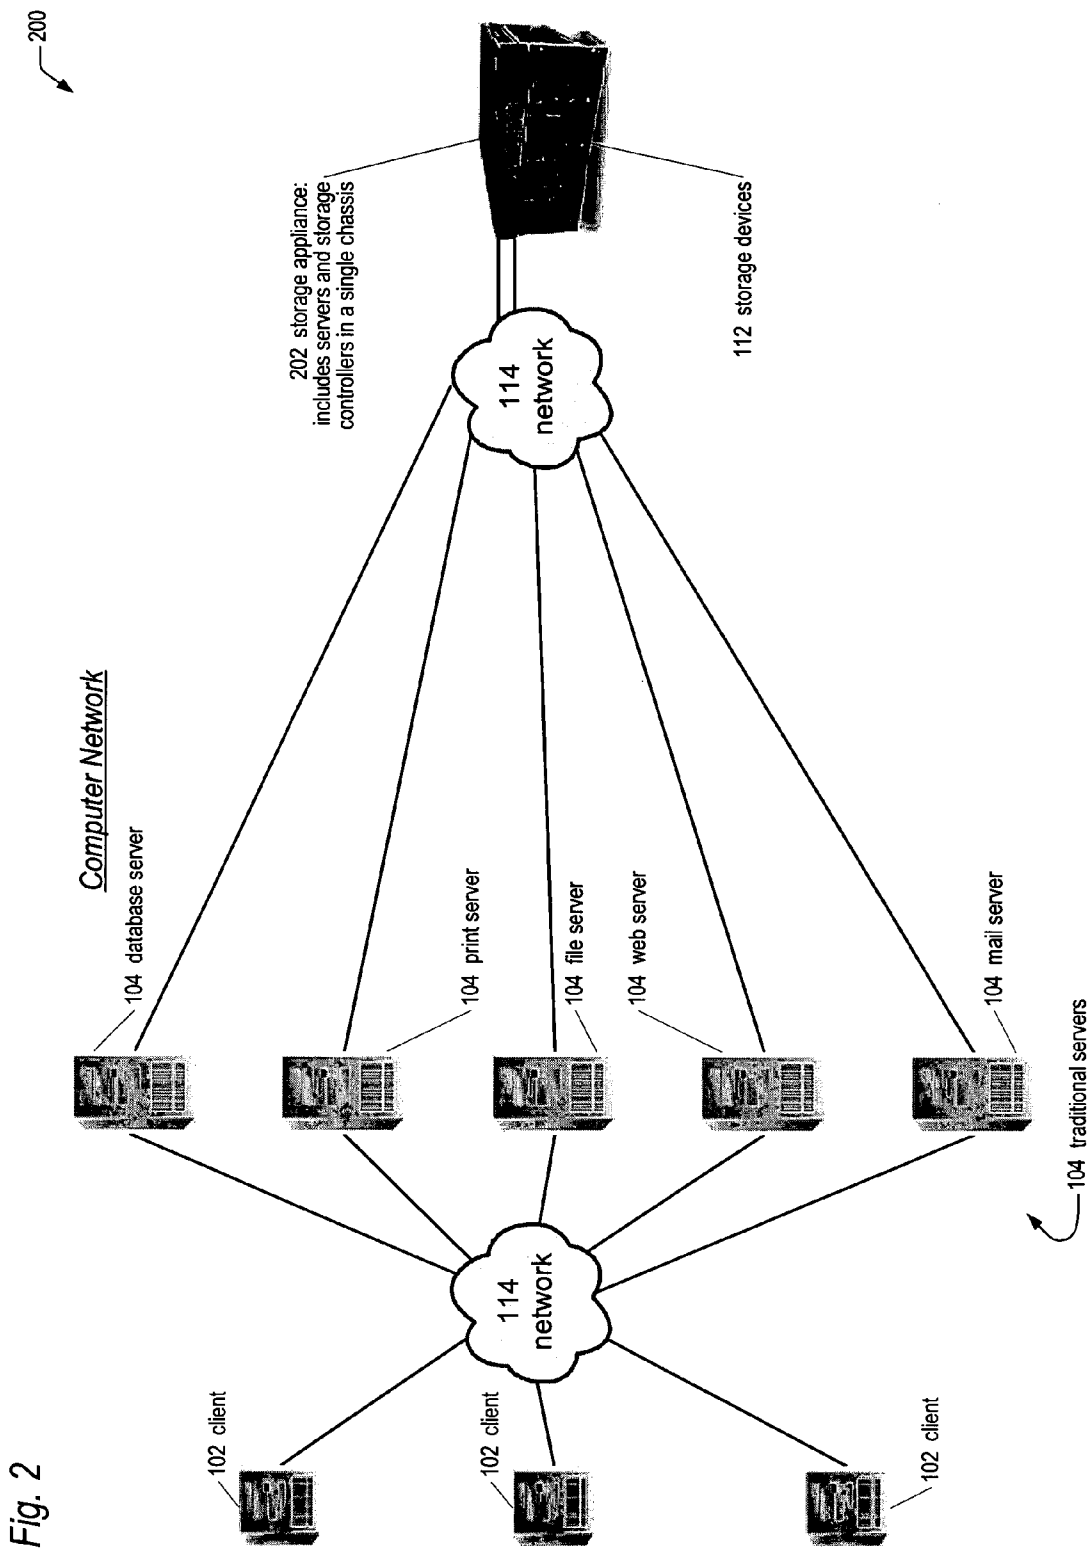 Fig. 2
Computer Network
200
102 client
102 client
102 client
114
network
104 database server
104 print server
104 file server
104 web server
104 mail server
104 traditional servers
114
network
202 storage appliance:
includes servers and storage
controllers in a single chassis
112 storage devices